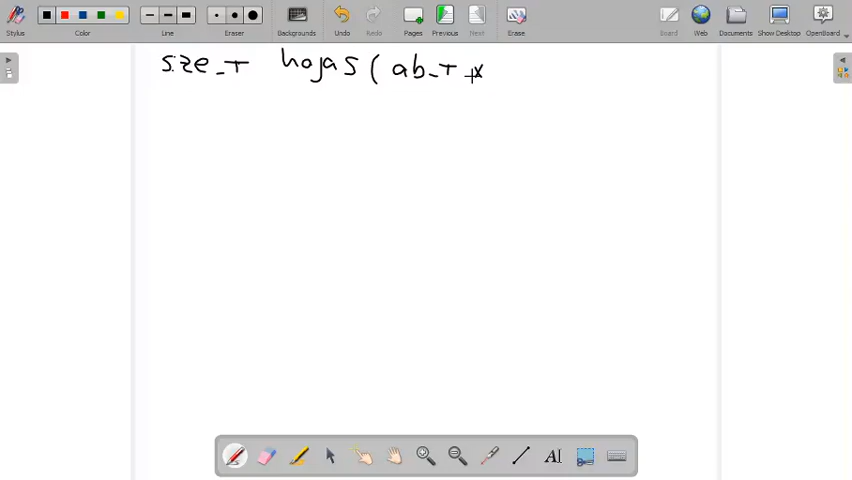 Stylus
Color
Line
Eraser
Backgrounds
Undo
Redo
Pages
Previous
Next
Erase
Board
Web
Documents
Show Desktop
OpenBoard
size_t hojas( ab_t *
AI